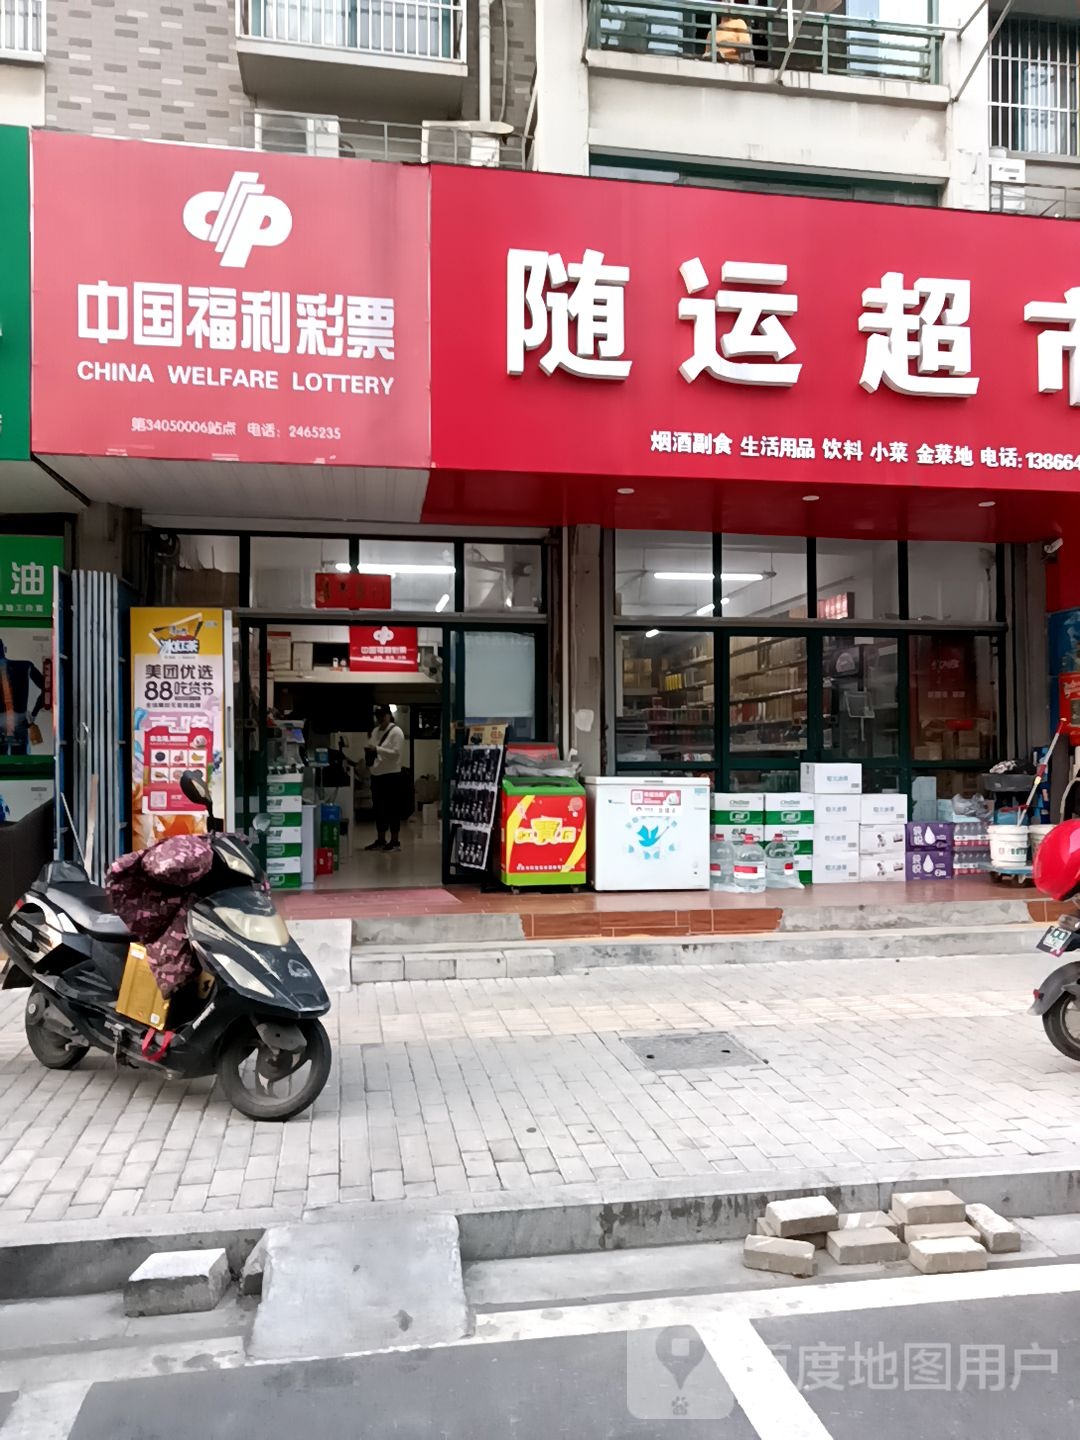 中国福利彩票
CHINA WELFARE LOTTERY
第34050006站点 电话：2465235
随运超市
烟酒副食 生活用品 饮料 小菜 金菜地 电话：138664
油
冰红茶
美团优选
88吃货节
中国福利彩票
百度地图用户